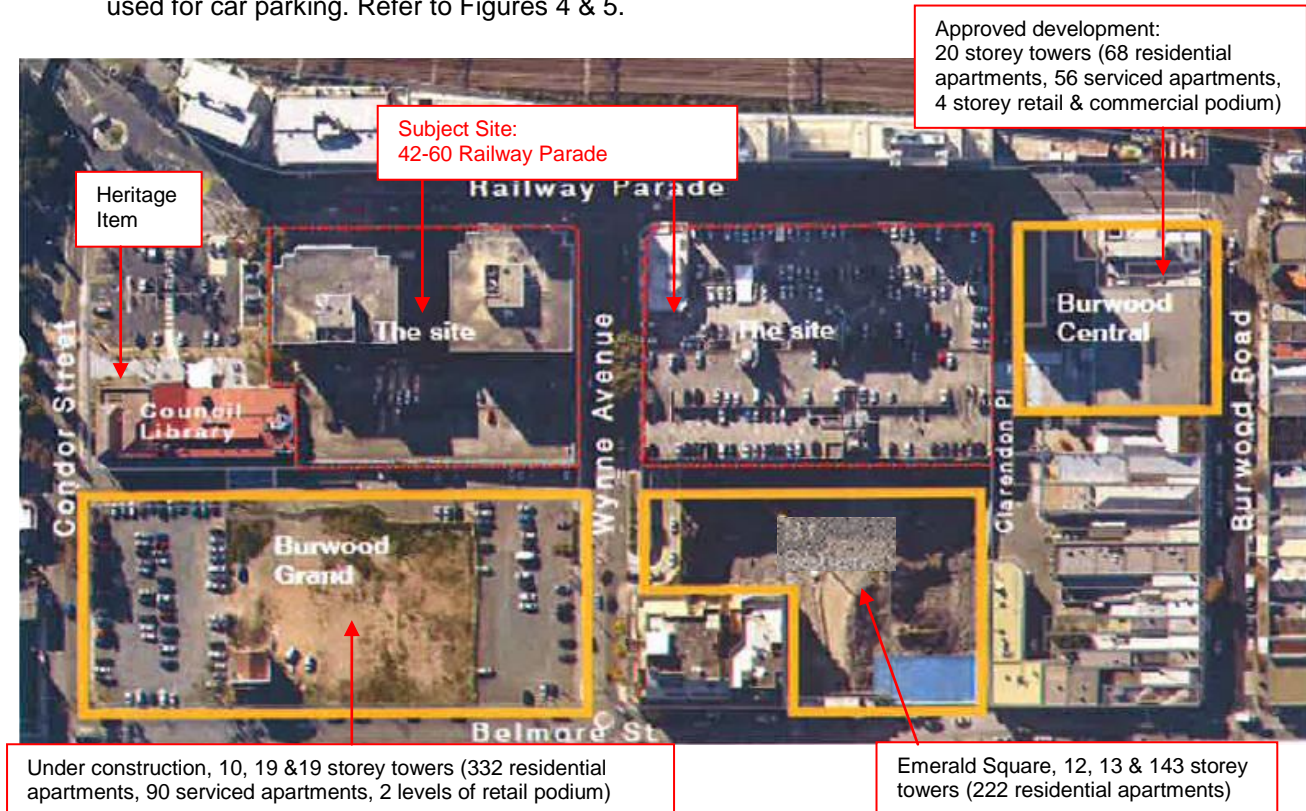 used for car parking. Refer to Figures 4 & 5.
Approved development:
20 storey towers (68 residential
apartments, 56 serviced apartments,
4 storey retail & commercial podium)
Subject Site:
42-60 Railway Parade
Heritage
Item
Railway Parade
The site
The site
Burwood
Central
Condor Street
Council
Library
Wynne Avenue
Clarendon Pl
Burwood Road
Burwood
Grand
Belmore St
Under construction, 10, 19 &19 storey towers (332 residential
apartments, 90 serviced apartments, 2 levels of retail podium)
Emerald Square, 12, 13 & 143 storey
towers (222 residential apartments)